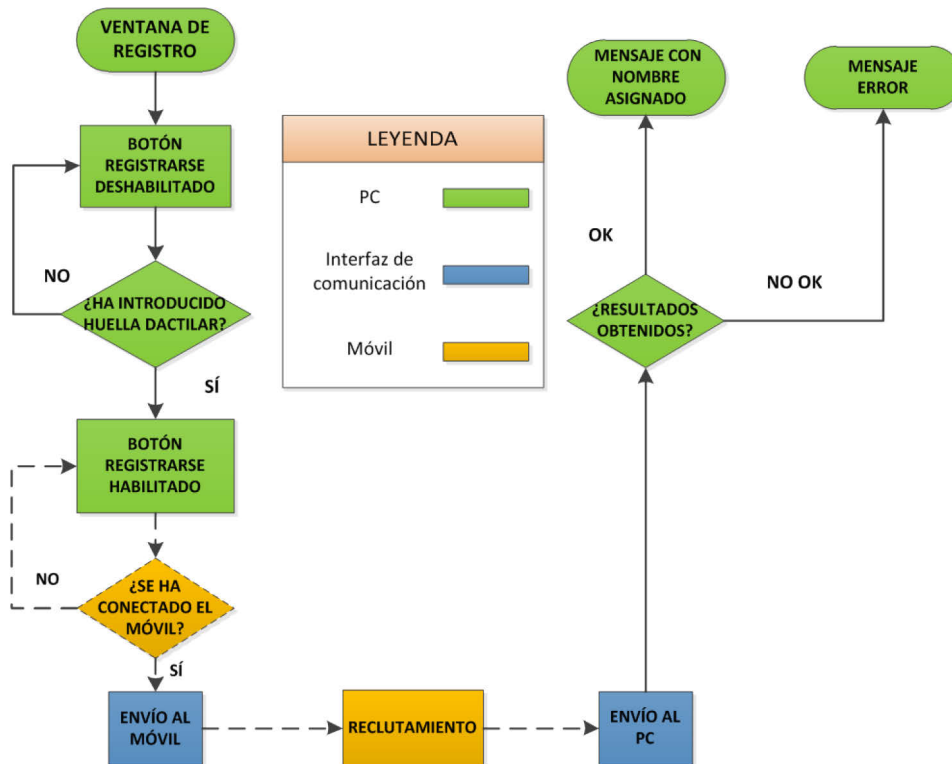 VENTANA DE
REGISTRO
BOTÓN
REGISTRARSE
DESHABILITADO
NO
¿HA INTRODUCIDO
HUELLA DACTILAR?
SÍ
BOTÓN
REGISTRARSE
HABILITADO
NO
¿SE HA
CONECTADO EL
MÓVIL?
SÍ
ENVÍO AL
MÓVIL
RECLUTAMIENTO
ENVÍO AL
PC
¿RESULTADOS
OBTENIDOS?
OK
NO OK
MENSAJE CON
NOMBRE
ASIGNADO
MENSAJE
ERROR
LEYENDA
PC
Interfaz de
comunicación
Móvil